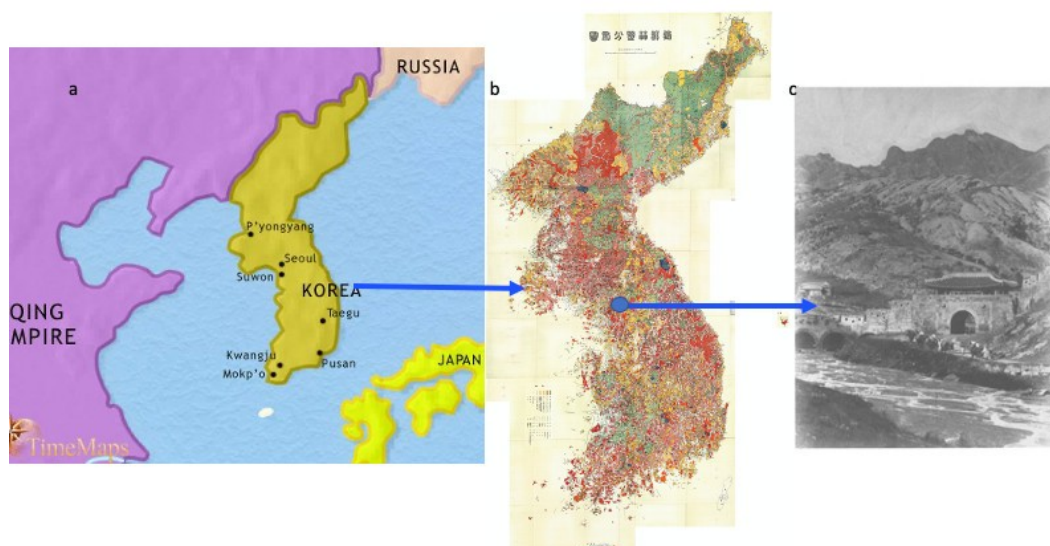 a
RUSSIA
P'yongyang
Seoul
Suwon
KOREA
Taegu
QING
MPIRE
Kwangju
Pusan
Mokp'o
JAPAN
TimeMaps
b
c